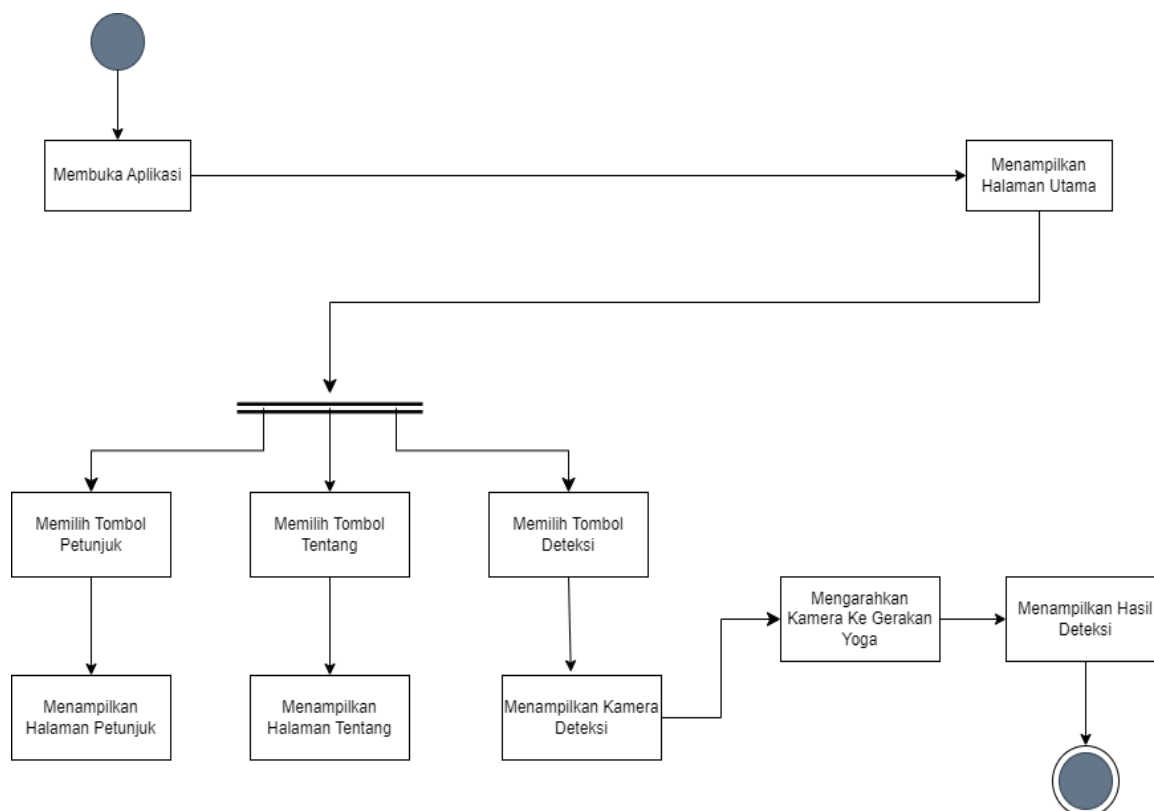 Membuka Aplikasi
Menampilkan
Halaman Utama
Memilih Tombol
Petunjuk
Memilih Tombol
Tentang
Memilih Tombol
Deteksi
Mengarahkan
Kamera Ke Gerakan
Yoga
Menampilkan Hasil
Deteksi
Menampilkan
Halaman Petunjuk
Menampilkan
Halaman Tentang
Menampilkan Kamera
Deteksi